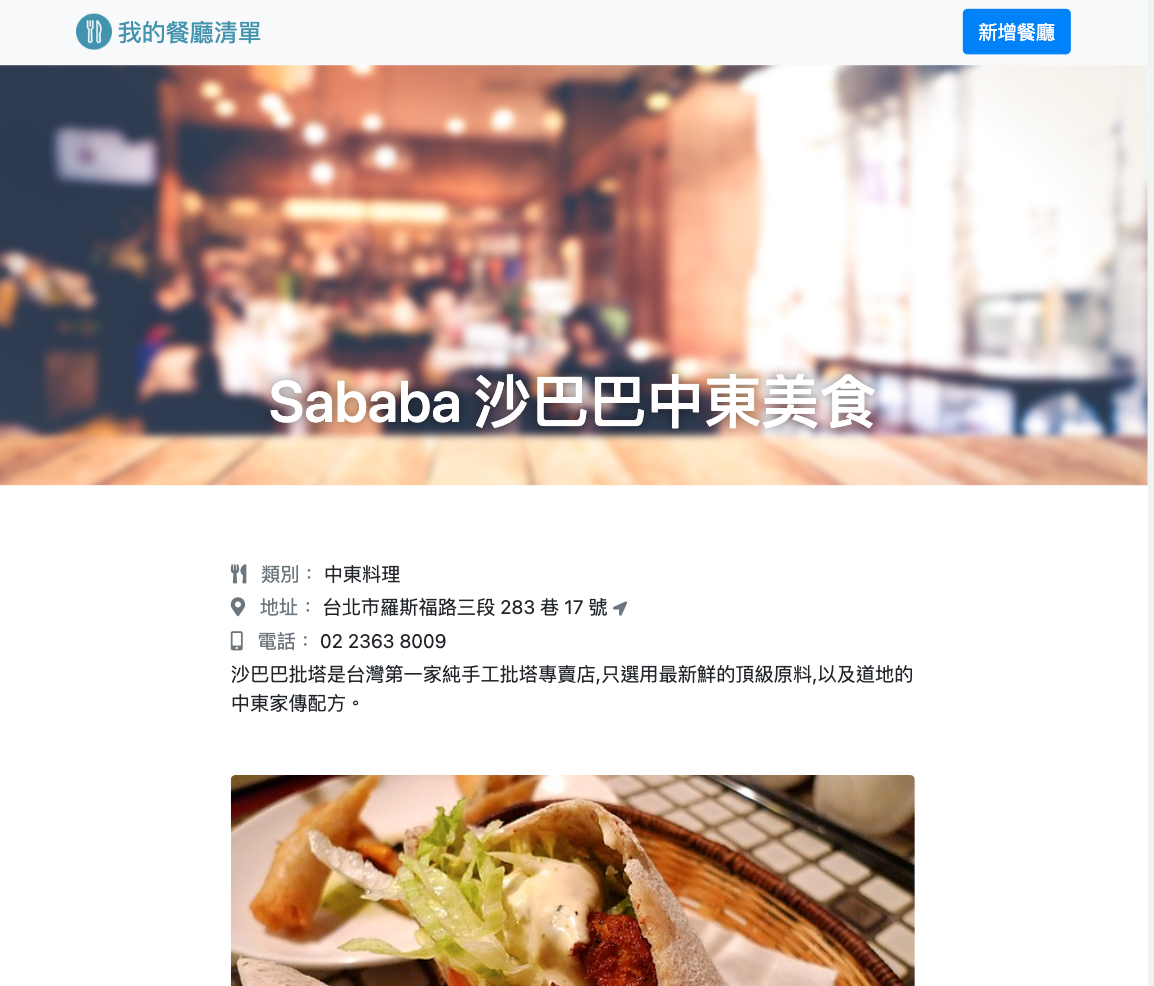 我的餐廳清單
新增餐廳
Sababa 沙巴巴中東美食
類別： 中東料理
地址： 台北市羅斯福路三段 283 巷 17 號
電話： 02 2363 8009
沙巴巴批塔是台灣第一家純手工批塔專賣店,只選用最新鮮的頂級原料,以及道地的
中東家傳配方。